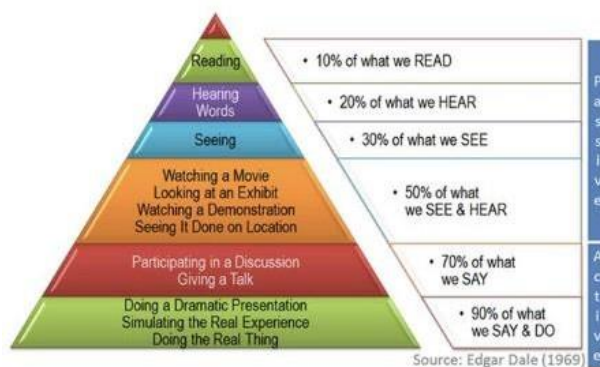 Reading
• 10% of what we READ
Hearing
Words
• 20% of what we HEAR
Seeing
• 30% of what we SEE
Watching a Movie
Looking at an Exhibit
Watching a Demonstration
Seeing It Done on Location
• 50% of what
we SEE & HEAR
Participating in a Discussion
Giving a Talk
• 70% of what
we SAY
Doing a Dramatic Presentation
Simulating the Real Experience
Doing the Real Thing
• 90% of what
we SAY & DO
Passive
Active
Source: Edgar Dale (1969)